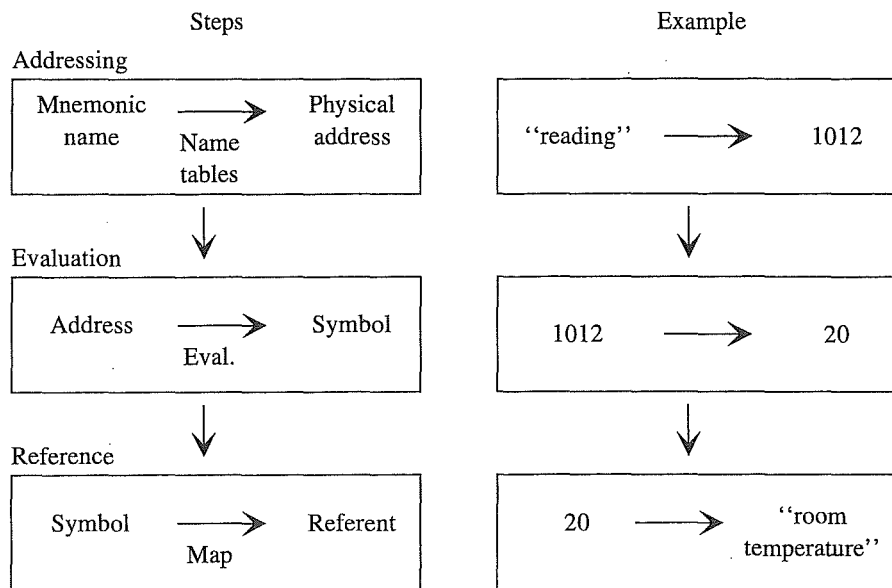 Steps Example
Addressing
Mnemonic name Physical address
Name tables
“reading” 1012
Evaluation
Address Symbol
Eval.
1012 20
Reference
Symbol Referent
Map
20 “room temperature”